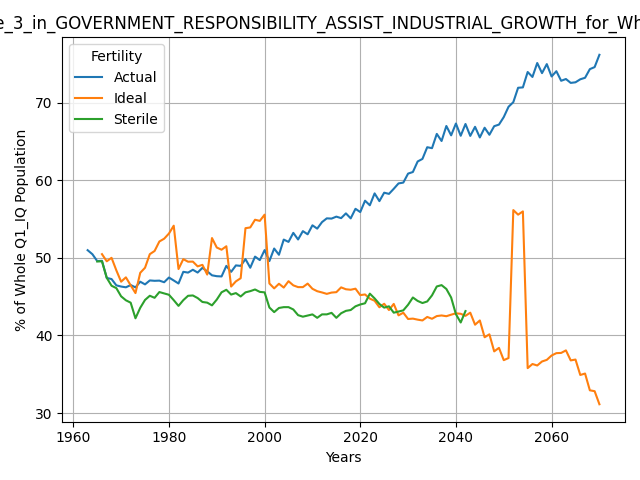 e_3_in_GOVERNMENT_RESPONSIBILITY_ASSIST_INDUSTRIAL_GROWTH_for_Wh
Fertility
Actual
Ideal
Sterile
% of Whole Q1_IQ Population
70
60
50
40
30
1960
1980
2000
2020
2040
2060
Years